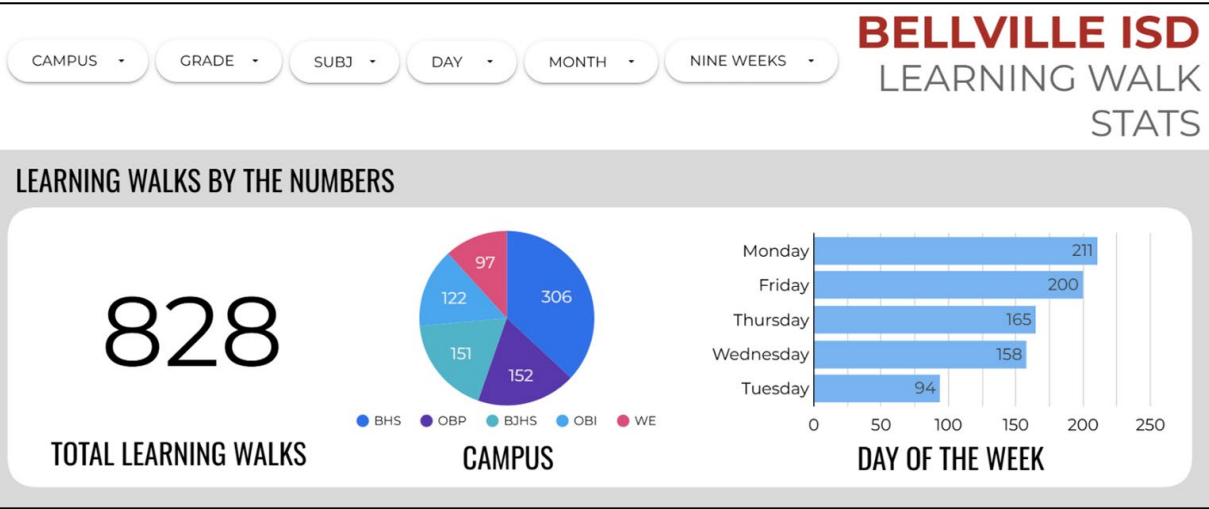 BELLVILLE ISD
LEARNING WALK
STATS
CAMPUS
GRADE
SUBJ
DAY
MONTH
NINE WEEKS
LEARNING WALKS BY THE NUMBERS
828
TOTAL LEARNING WALKS
97
306
122
151
152
BHS OBP BJHS OBI WE
CAMPUS
Monday 211
Friday 200
Thursday 165
Wednesday 158
Tuesday 94
0 50 100 150 200 250
DAY OF THE WEEK